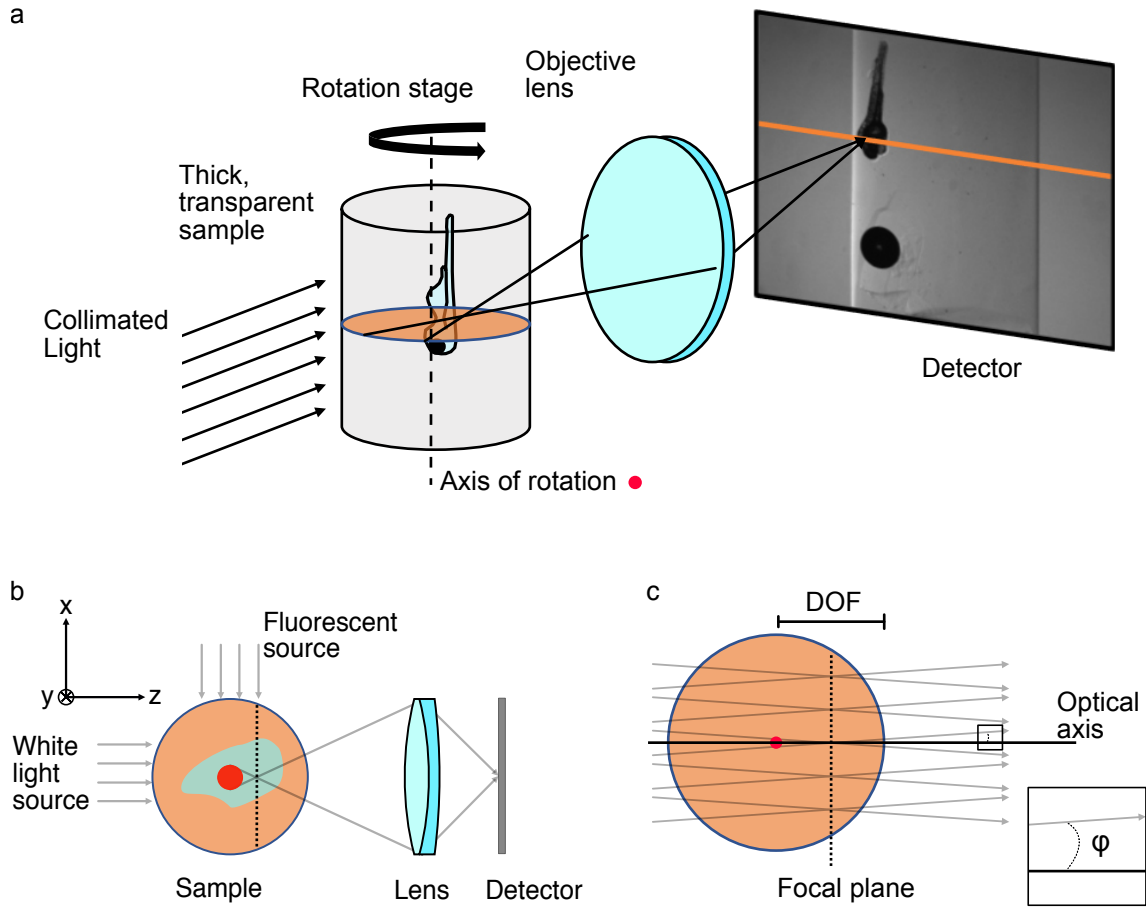 a
Rotation stage
Objective
lens
Thick,
transparent
sample
Collimated
Light
Detector
Axis of rotation
b
x
y
z
Fluorescent
source
White
light
source
Sample
Lens
Detector
c
DOF
Optical
axis
Focal plane
φ